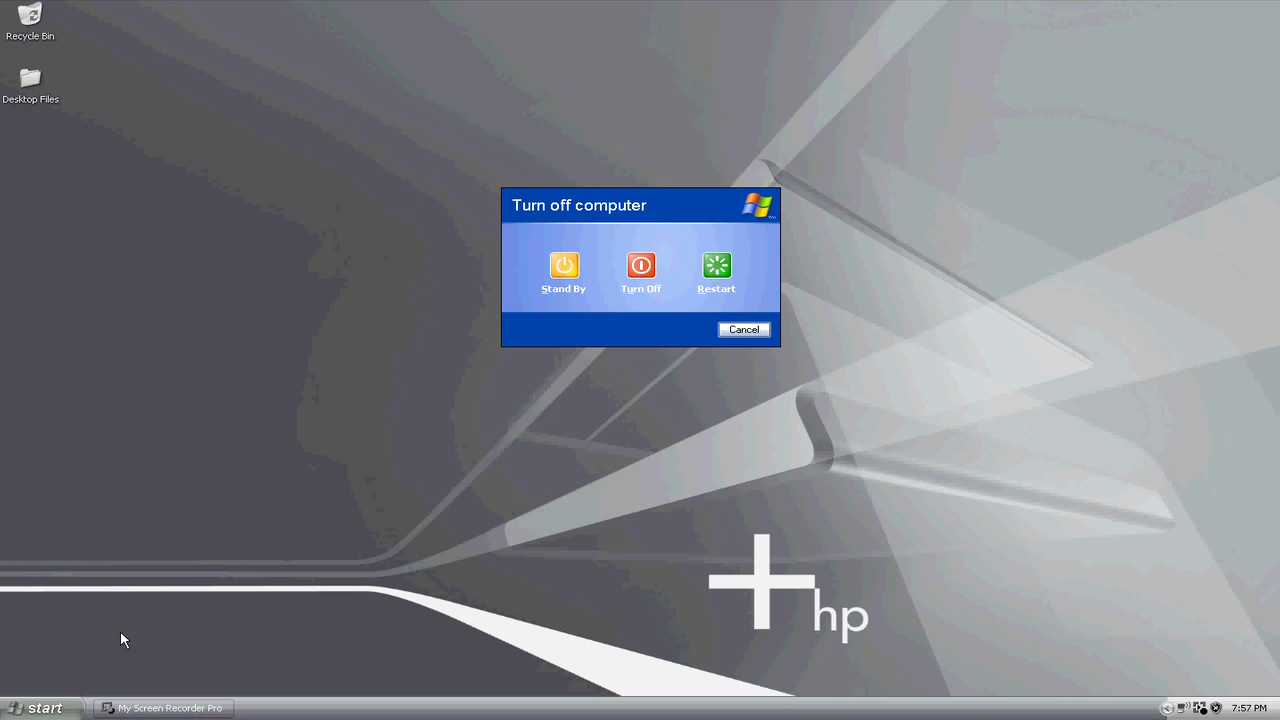 Recycle Bin
Desktop Files
Turn off computer
Stand By
Turn Off
Restart
Cancel
hp
start
My Screen Recorder Pro
7:57 PM